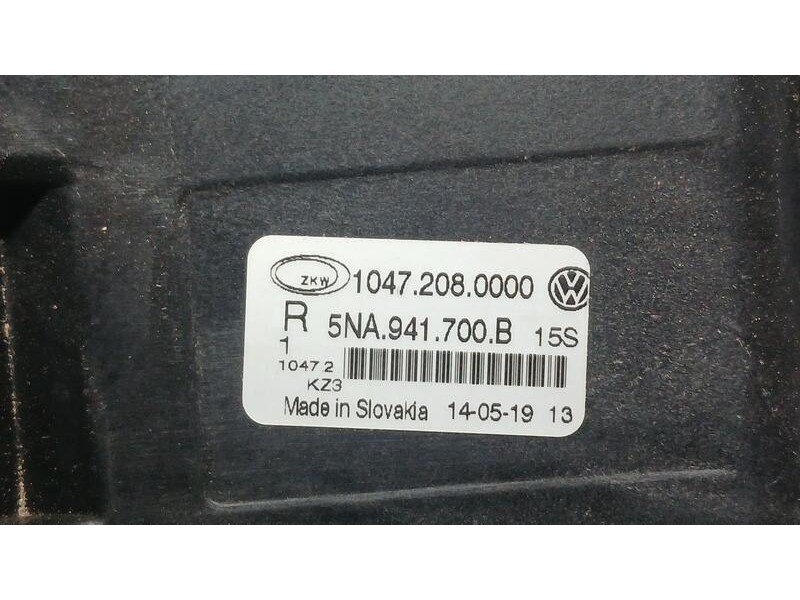 ZKW 1047.208.0000 VW
R 5NA.941.700.B 15S
1
1047.2
KZ3
Made in Slovakia 14-05-19 13